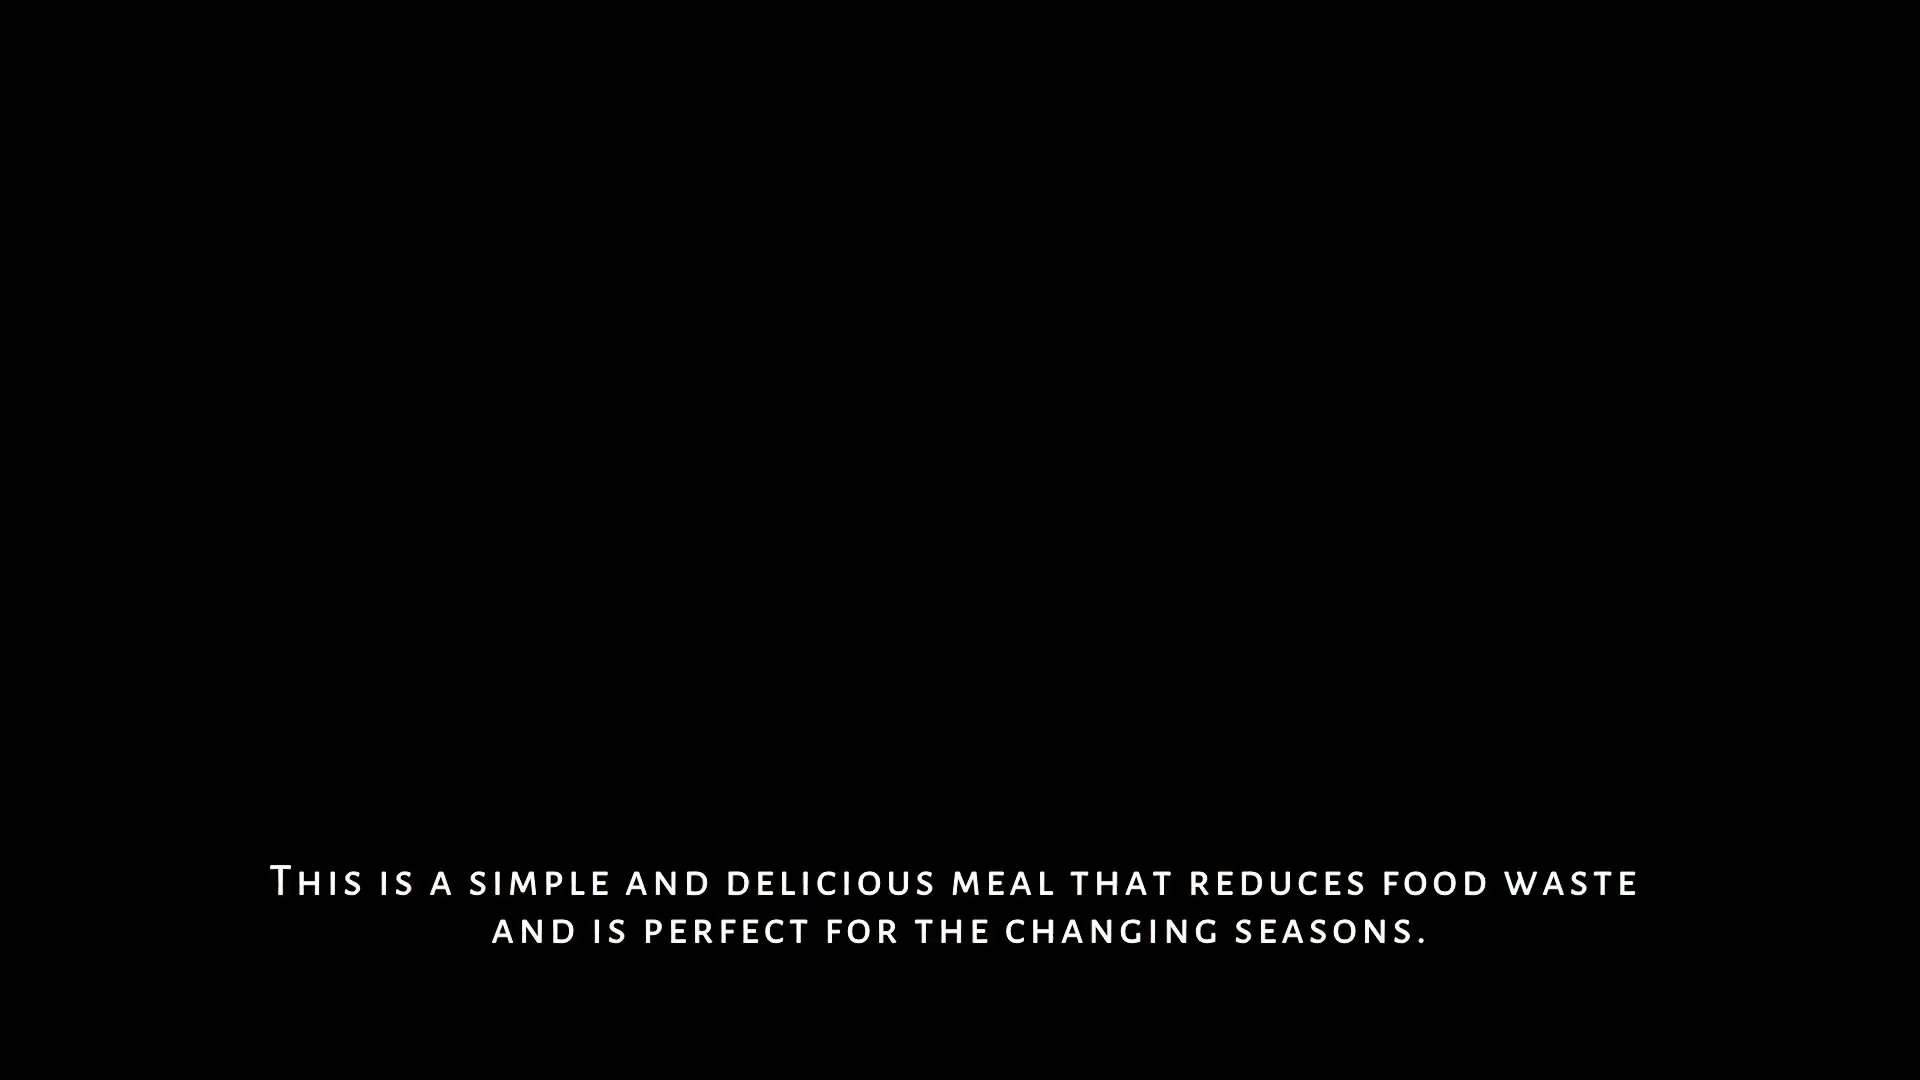 This is a simple and delicious meal that reduces food waste
and is perfect for the changing seasons.